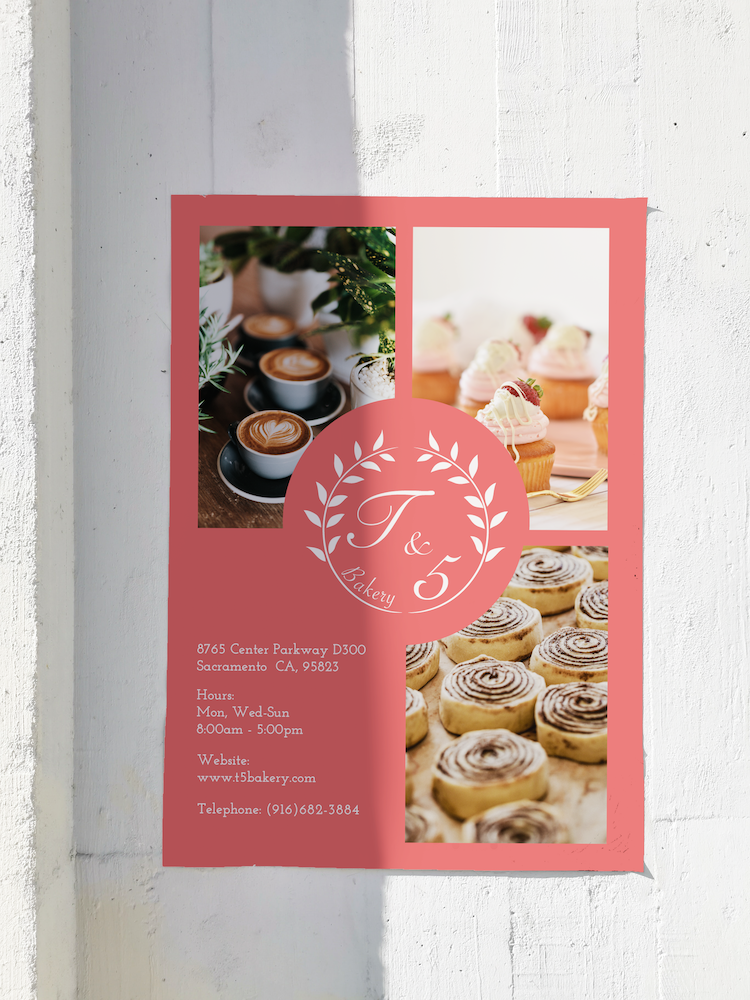 T & 5
Bakery
8765 Center Parkway D300
Sacramento CA, 95823
Hours:
Mon, Wed-Sun
8:00am - 5:00pm
Website:
www.t5bakery.com
Telephone: (916)682-3884